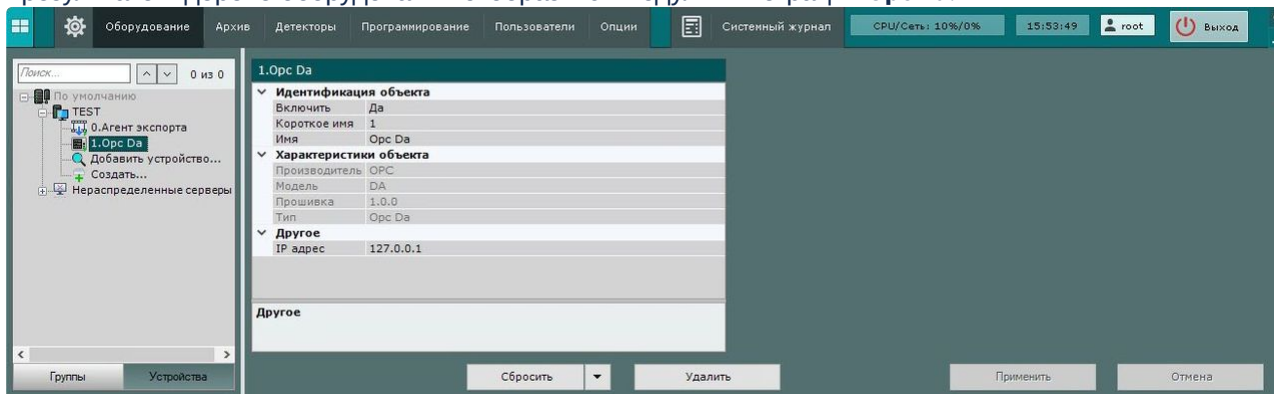 Оборудование Архив Детекторы Программирование Пользователи Опции Системный журнал CPU/Сеть: 10%/0% 15:53:49 root Выход
Поиск... 0 из 0
По умолчанию
TEST
0.Агент экспорта
1.Opc Da
Добавить устройство...
Создать...
Нераспределенные серверы
Группы Устройства
1.Opc Da
Идентификация объекта
Включить Да
Короткое имя 1
Имя Opc Da
Характеристики объекта
Производитель OPC
Модель DA
Прошивка 1.0.0
Тип Opc Da
Другое
IP адрес 127.0.0.1
Другое
Сбросить Удалить Применить Отмена